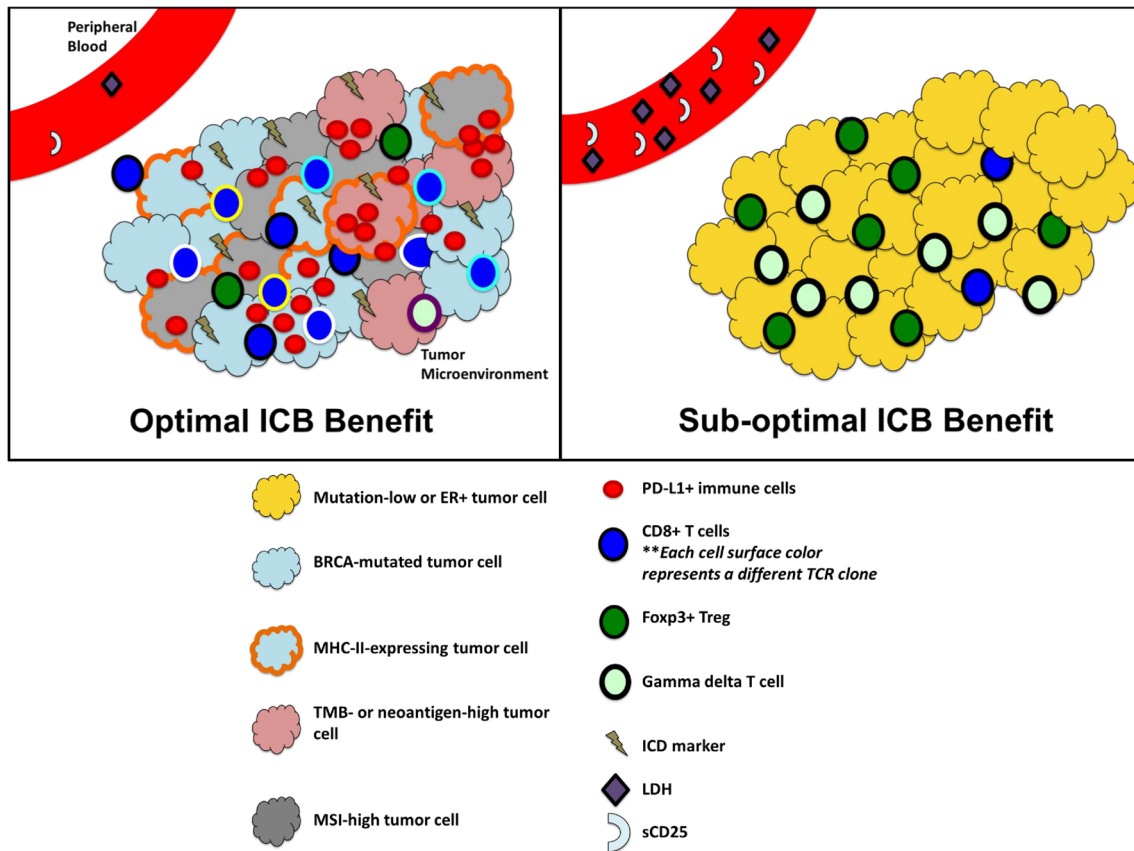 Peripheral
Blood
Tumor
Microenvironment
Optimal ICB Benefit
Sub-optimal ICB Benefit
Mutation-low or ER+ tumor cell
BRCA-mutated tumor cell
MHC-II-expressing tumor cell
TMB- or neoantigen-high tumor
cell
MSI-high tumor cell
PD-L1+ immune cells
CD8+ T cells
**Each cell surface color
represents a different TCR clone
Foxp3+ Treg
Gamma delta T cell
ICD marker
LDH
sCD25